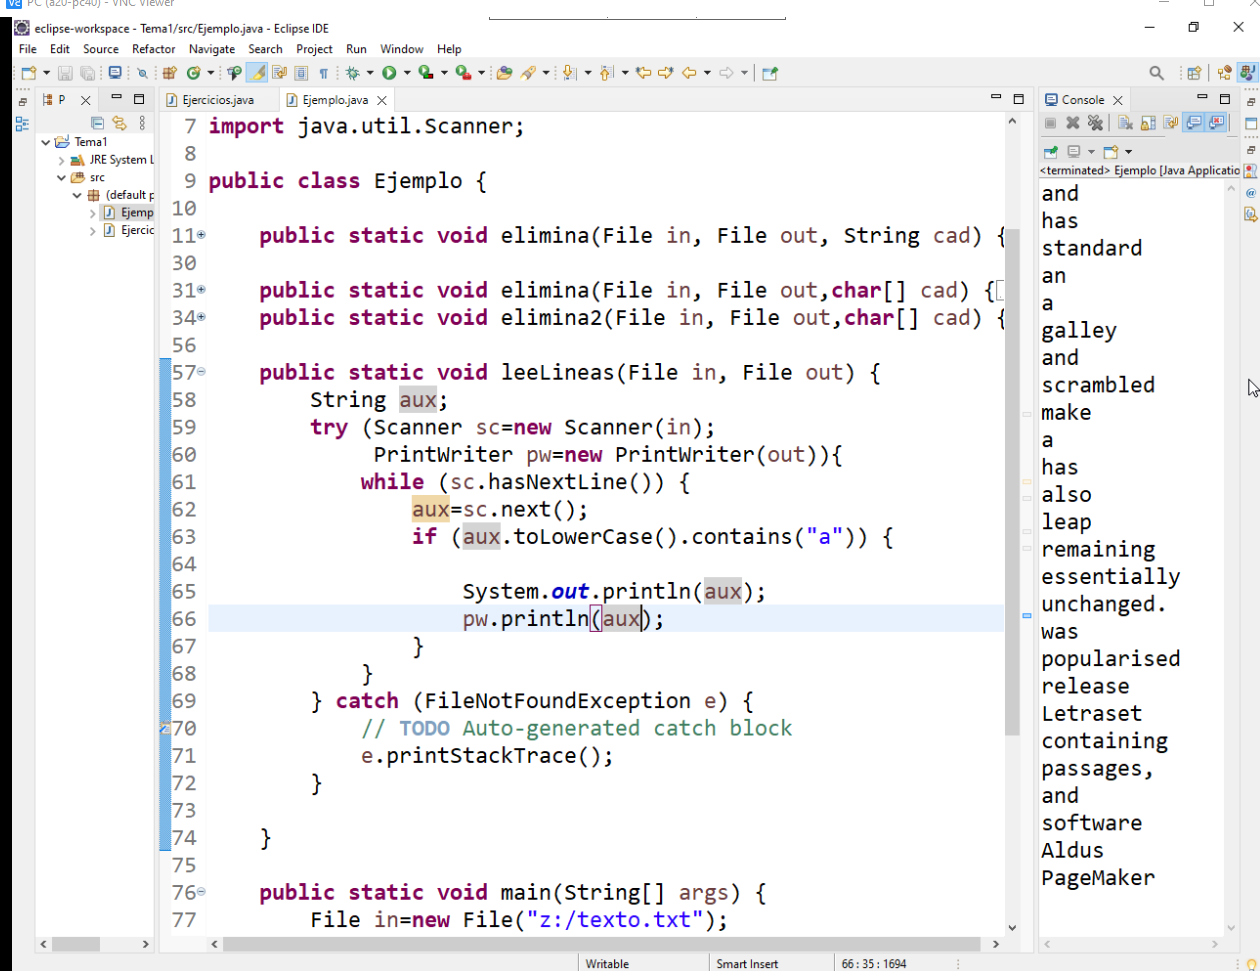 PC (a20-pc40) - VNC Viewer
eclipse-workspace - Tema1/src/Ejemplo.java - Eclipse IDE
File Edit Source Refactor Navigate Search Project Run Window Help
P
Tema1
JRE System L
src
(default p
Ejemp
Ejercic
Ejercicios.java
Ejemplo.java
7 import java.util.Scanner;
8
9 public class Ejemplo {
10
11 public static void elimina(File in, File out, String cad) {
30
31 public static void elimina(File in, File out,char[] cad) {
34 public static void elimina2(File in, File out,char[] cad) {
56
57 public static void leeLineas(File in, File out) {
58 String aux;
59 try (Scanner sc=new Scanner(in);
60 PrintWriter pw=new PrintWriter(out)){
61 while (sc.hasNextLine()) {
62 aux=sc.next();
63 if (aux.toLowerCase().contains("a")) {
64
65 System.out.println(aux);
66 pw.println(aux);
67 }
68 }
69 } catch (FileNotFoundException e) {
70 // TODO Auto-generated catch block
71 e.printStackTrace();
72 }
73
74 }
75
76 public static void main(String[] args) {
77 File in=new File("z:/texto.txt");
Console
<terminated> Ejemplo [Java Applicatio
and
has
standard
an
a
galley
and
scrambled
make
a
has
also
leap
remaining
essentially
unchanged.
was
popularised
release
Letraset
containing
passages,
and
software
Aldus
PageMaker
Writable
Smart Insert
66 : 35 : 1694